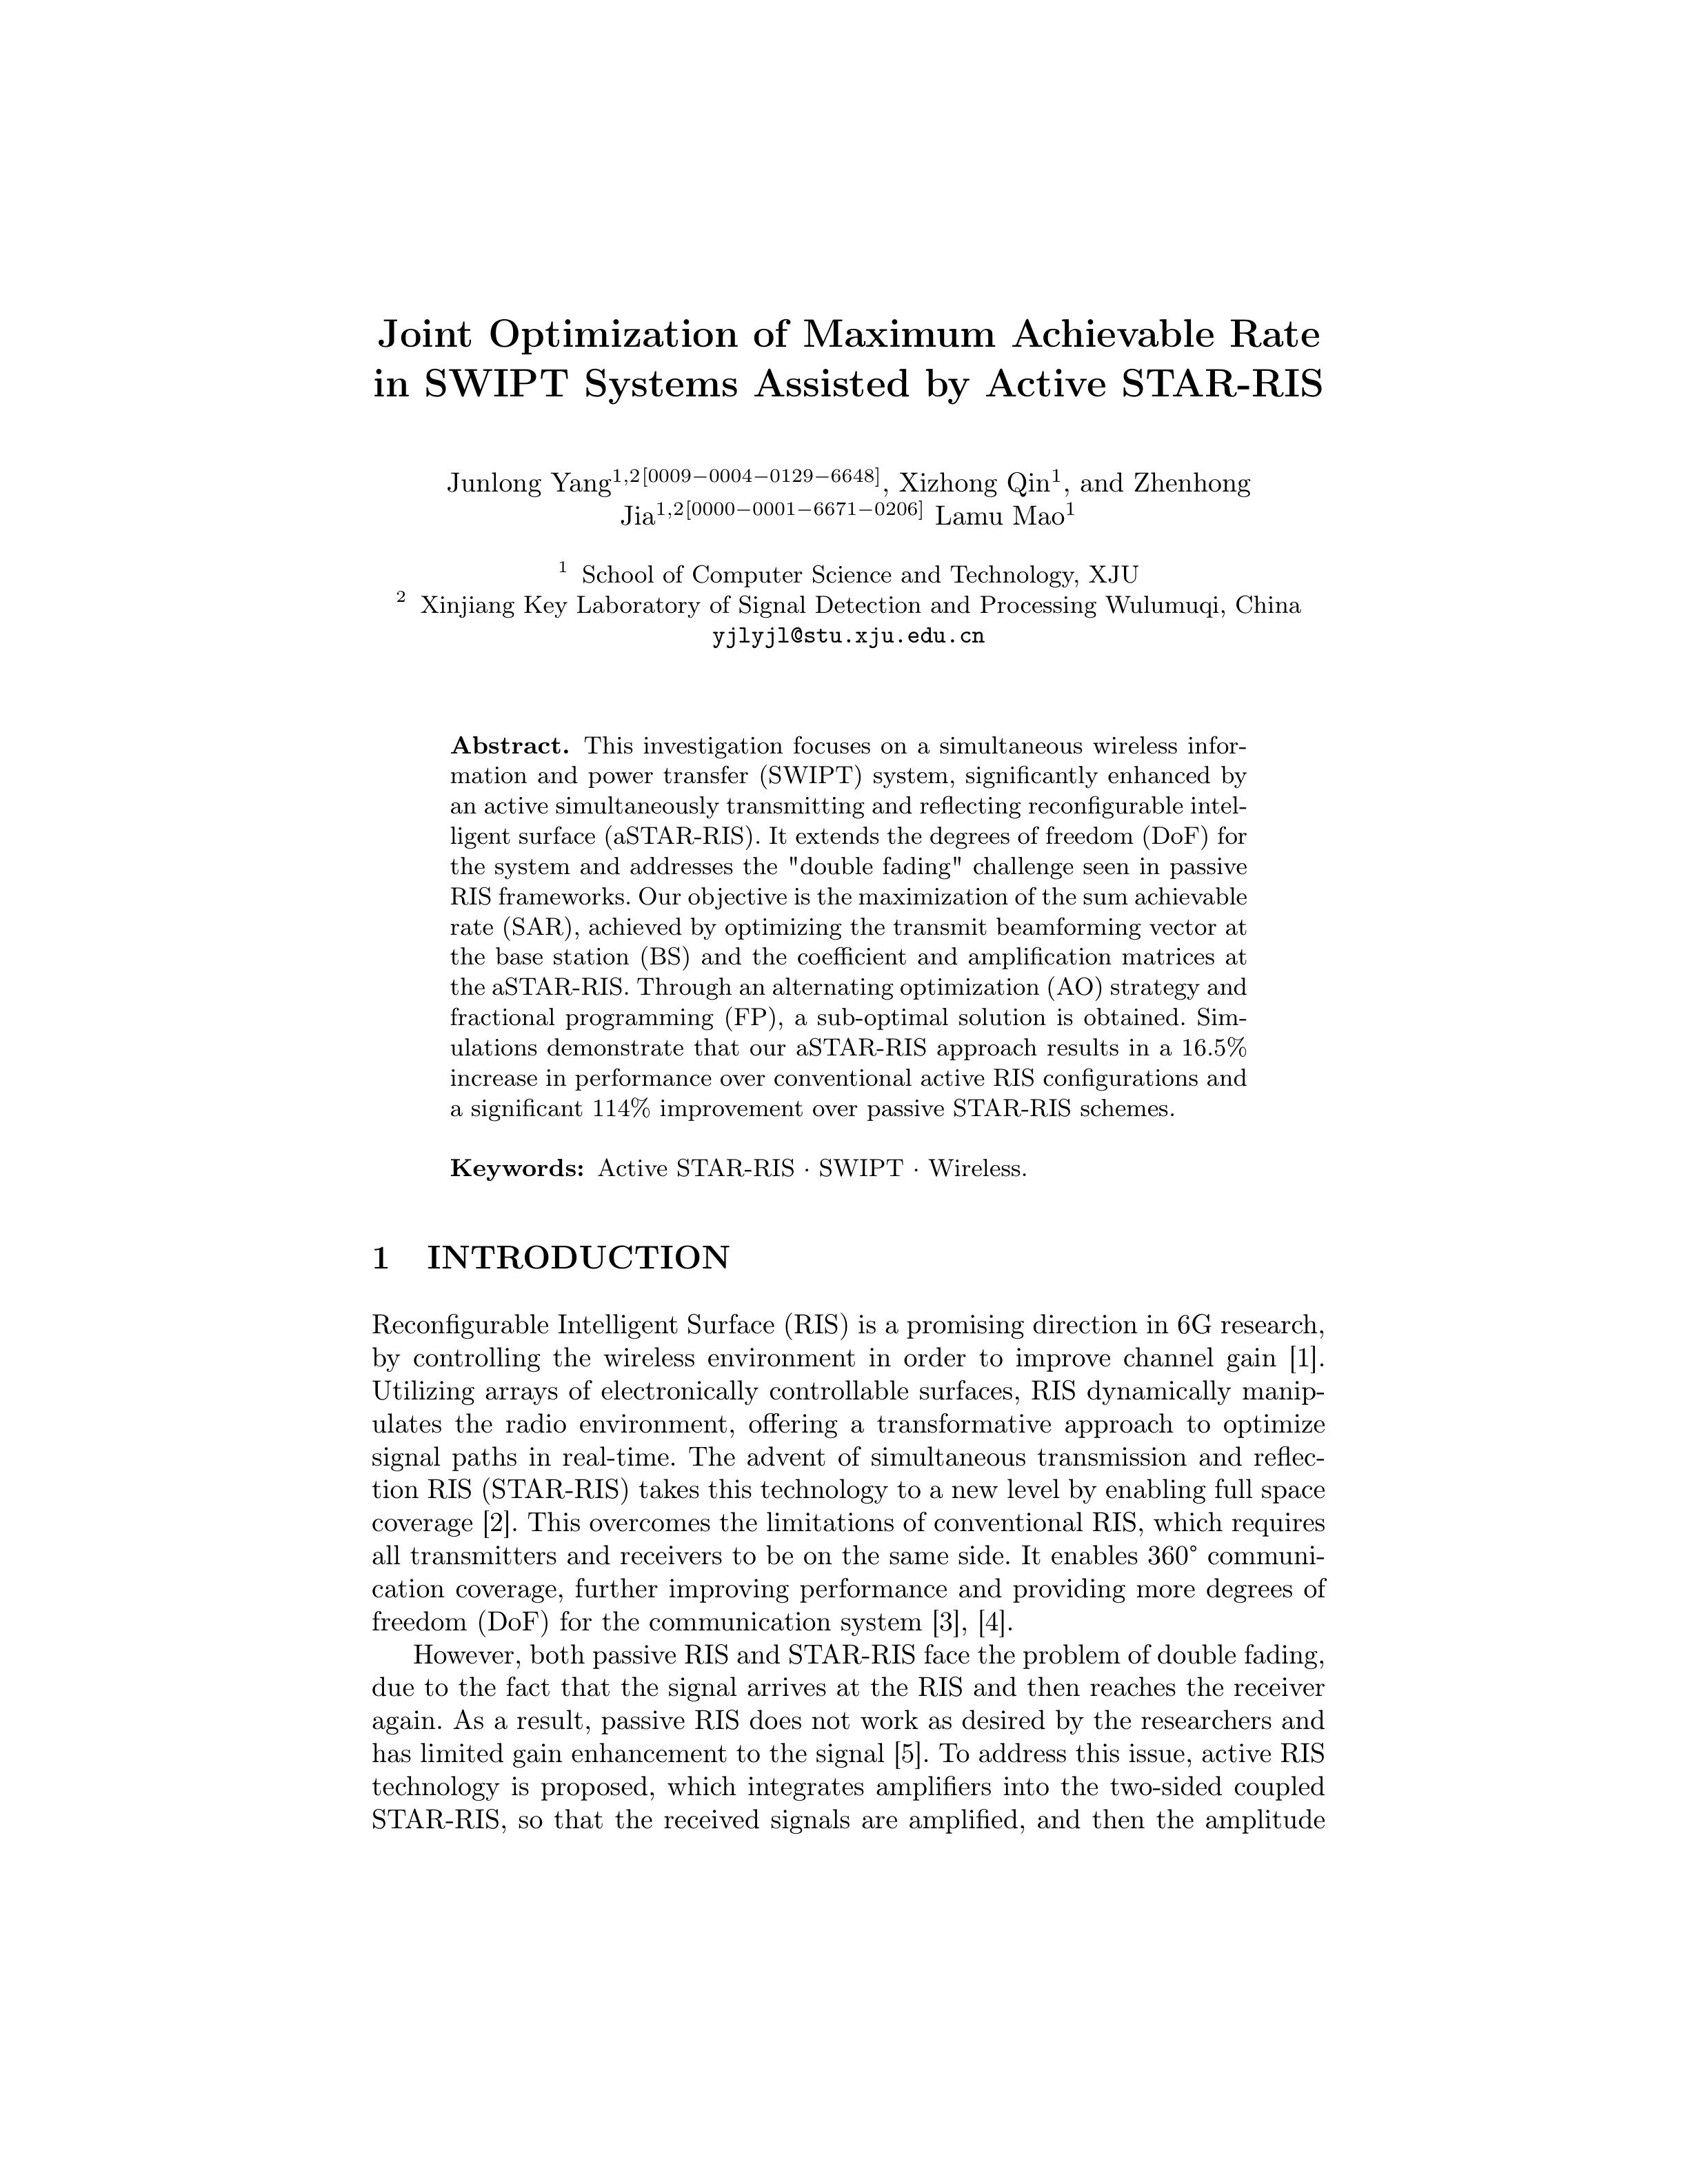 Joint Optimization of Maximum Achievable Rate
in SWIPT Systems Assisted by Active STAR-RIS
Junlong Yang1,2[0009−0004−0129−6648], Xizhong Qin1, and Zhenhong
Jia1,2[0000−0001−6671−0206] Lamu Mao1
1 School of Computer Science and Technology, XJU
2 Xinjiang Key Laboratory of Signal Detection and Processing Wulumuqi, China
yjlyjl@stu.xju.edu.cn
Abstract. This investigation focuses on a simultaneous wireless infor-
mation and power transfer (SWIPT) system, significantly enhanced by
an active simultaneously transmitting and reflecting reconfigurable intel-
ligent surface (aSTAR-RIS). It extends the degrees of freedom (DoF) for
the system and addresses the "double fading" challenge seen in passive
RIS frameworks. Our objective is the maximization of the sum achievable
rate (SAR), achieved by optimizing the transmit beamforming vector at
the base station (BS) and the coefficient and amplification matrices at
the aSTAR-RIS. Through an alternating optimization (AO) strategy and
fractional programming (FP), a sub-optimal solution is obtained. Sim-
ulations demonstrate that our aSTAR-RIS approach results in a 16.5%
increase in performance over conventional active RIS configurations and
a significant 114% improvement over passive STAR-RIS schemes.
Keywords: Active STAR-RIS · SWIPT · Wireless.
1 INTRODUCTION
Reconfigurable Intelligent Surface (RIS) is a promising direction in 6G research,
by controlling the wireless environment in order to improve channel gain [1].
Utilizing arrays of electronically controllable surfaces, RIS dynamically manip-
ulates the radio environment, offering a transformative approach to optimize
signal paths in real-time. The advent of simultaneous transmission and reflec-
tion RIS (STAR-RIS) takes this technology to a new level by enabling full space
coverage [2]. This overcomes the limitations of conventional RIS, which requires
all transmitters and receivers to be on the same side. It enables 360° communi-
cation coverage, further improving performance and providing more degrees of
freedom (DoF) for the communication system [3], [4].
However, both passive RIS and STAR-RIS face the problem of double fading,
due to the fact that the signal arrives at the RIS and then reaches the receiver
again. As a result, passive RIS does not work as desired by the researchers and
has limited gain enhancement to the signal [5]. To address this issue, active RIS
technology is proposed, which integrates amplifiers into the two-sided coupled
STAR-RIS, so that the received signals are amplified, and then the amplitude